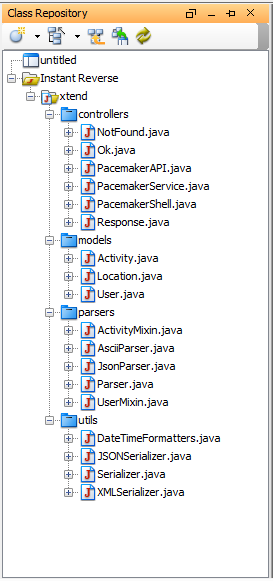 Class Repository
untitled
Instant Reverse
xtend
controllers
NotFound.java
Ok.java
PacemakerAPI.java
PacemakerService.java
PacemakerShell.java
Response.java
models
Activity.java
Location.java
User.java
parsers
ActivityMixin.java
AsciiParser.java
JsonParser.java
Parser.java
UserMixin.java
utils
DateTimeFormatters.java
JSONSerializer.java
Serializer.java
XMLSerializer.java